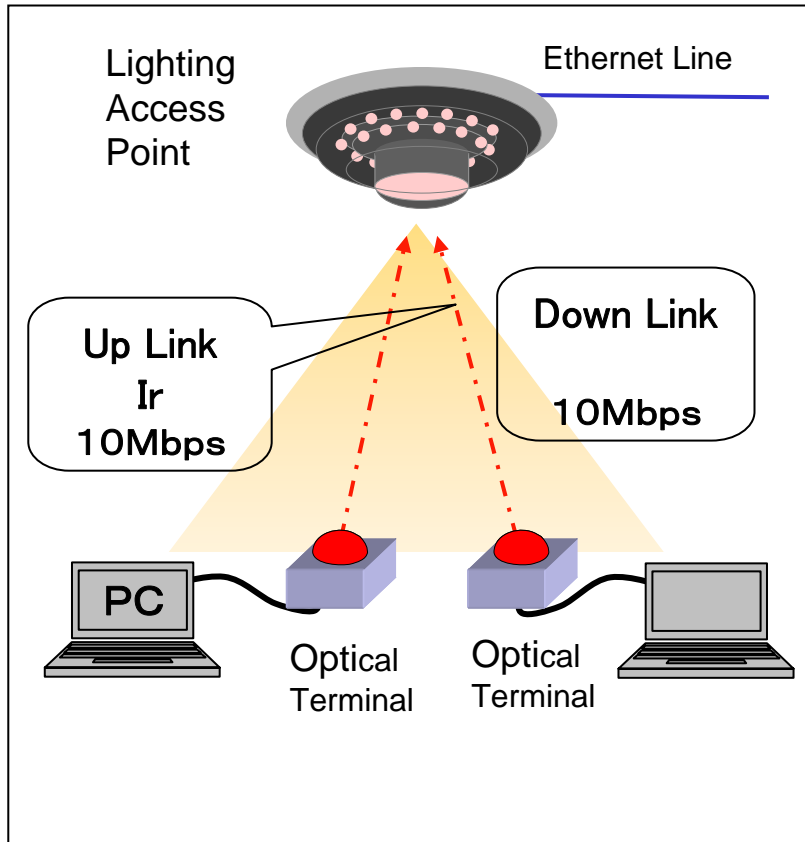 Lighting
Access
Point
Ethernet Line
Up Link
Ir
10Mbps
Down Link
10Mbps
PC
Optical
Terminal
Optical
Terminal